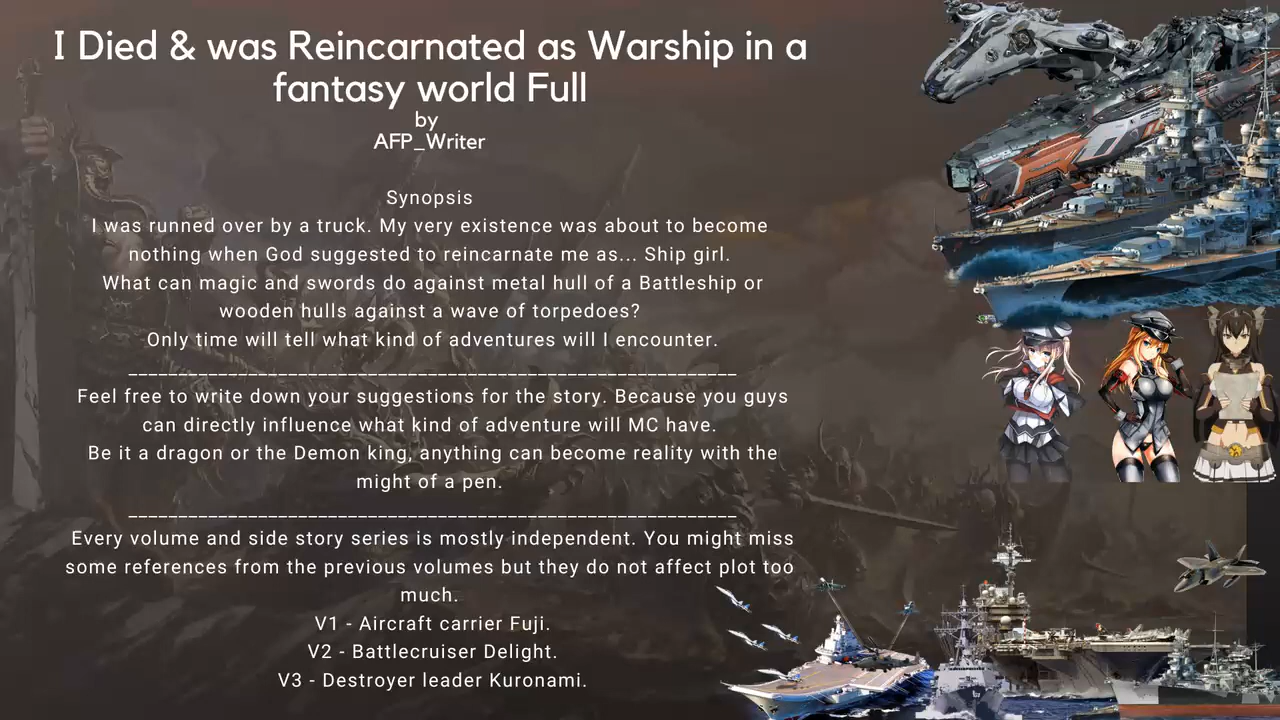 I Died & was Reincarnated as Warship in a
fantasy world Full
by
AFP_Writer
Synopsis
I was runned over by a truck. My very existence was about to become
nothing when God suggested to reincarnate me as... Ship girl.
What can magic and swords do against metal hull of a Battleship or
wooden hulls against a wave of torpedoes?
Only time will tell what kind of adventures will I encounter.
_____________________________________________________________
Feel free to write down your suggestions for the story. Because you guys
can directly influence what kind of adventure will MC have.
Be it a dragon or the Demon king, anything can become reality with the
might of a pen.
_____________________________________________________________
Every volume and side story series is mostly independent. You might miss
some references from the previous volumes but they do not affect plot too
much.
V1 - Aircraft carrier Fuji.
V2 - Battlecruiser Delight.
V3 - Destroyer leader Kuronami.